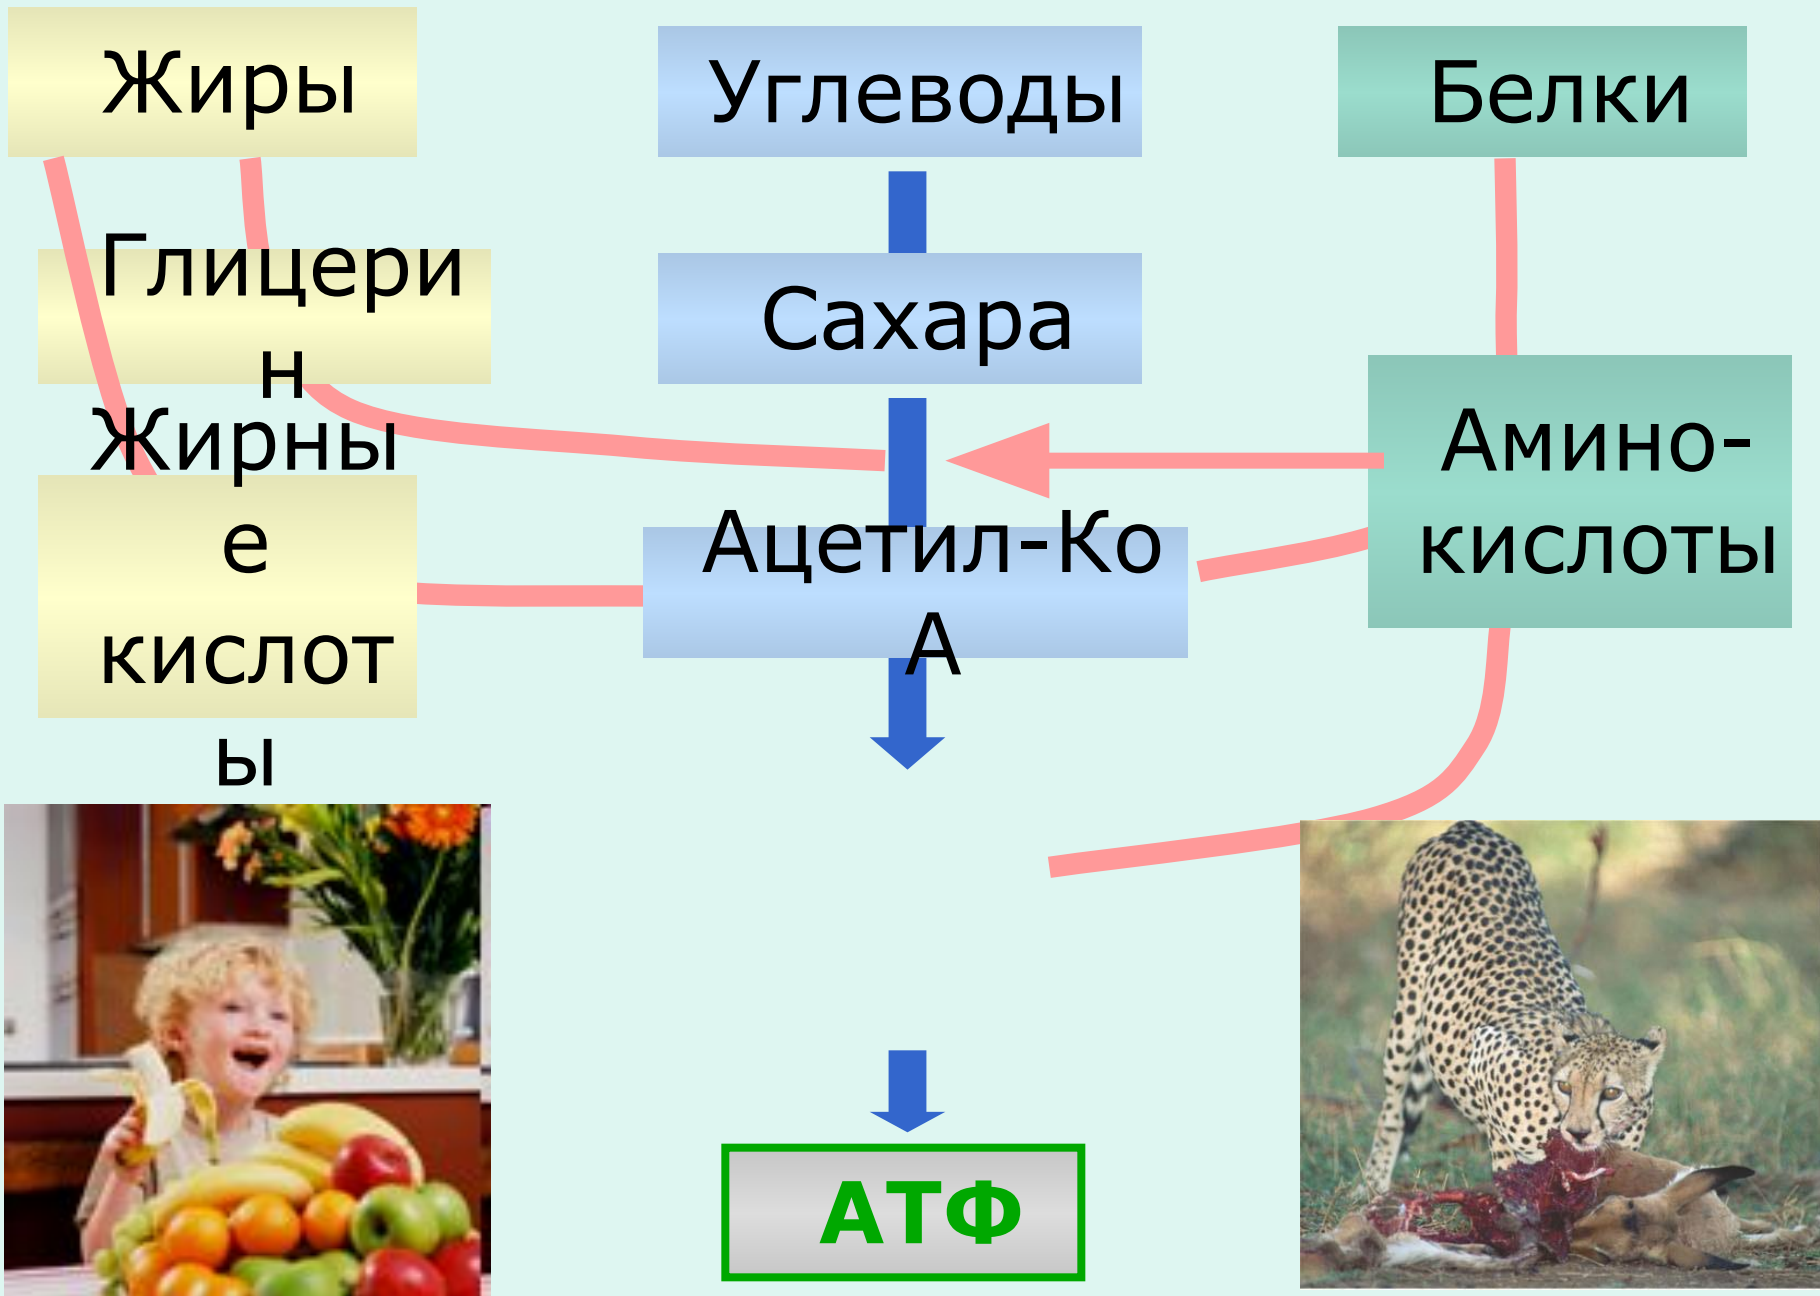 Жиры
Углеводы
Белки
Глицери
н
Сахара
Жирны
е
кислот
ы
Ацетил-Ко
А
Амино-
кислоты
АТФ